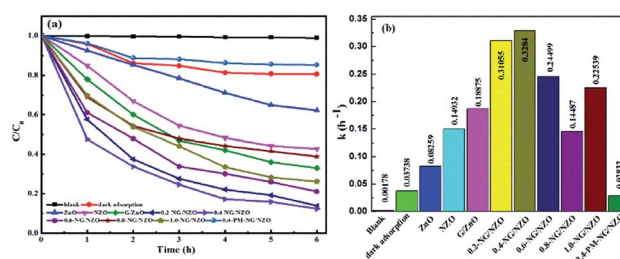 (a)
C/C0
1.0
0.8
0.6
0.4
0.2
0.0
blank dark adsorption
ZnO NZO G/ZnO 0.2-NG/NZO 0.4-NG/NZO
0.6-NG/NZO 0.8-NG/NZO 1.0-NG/NZO 0.4-PM-NG/NZO
0 1 2 3 4 5 6
Time (h)
(b)
k (h⁻¹)
0.35
0.30
0.25
0.20
0.15
0.10
0.05
0.00
0.00178
0.03738
0.08259
0.14932
0.18875
0.31055
0.3284
0.24499
0.14487
0.22539
Blank
dark adsorption
ZnO
NZO
G/ZnO
0.2-NG/NZO
0.4-NG/NZO
0.6-NG/NZO
0.8-NG/NZO
1.0-NG/NZO
0.4-PM-NG/NZO